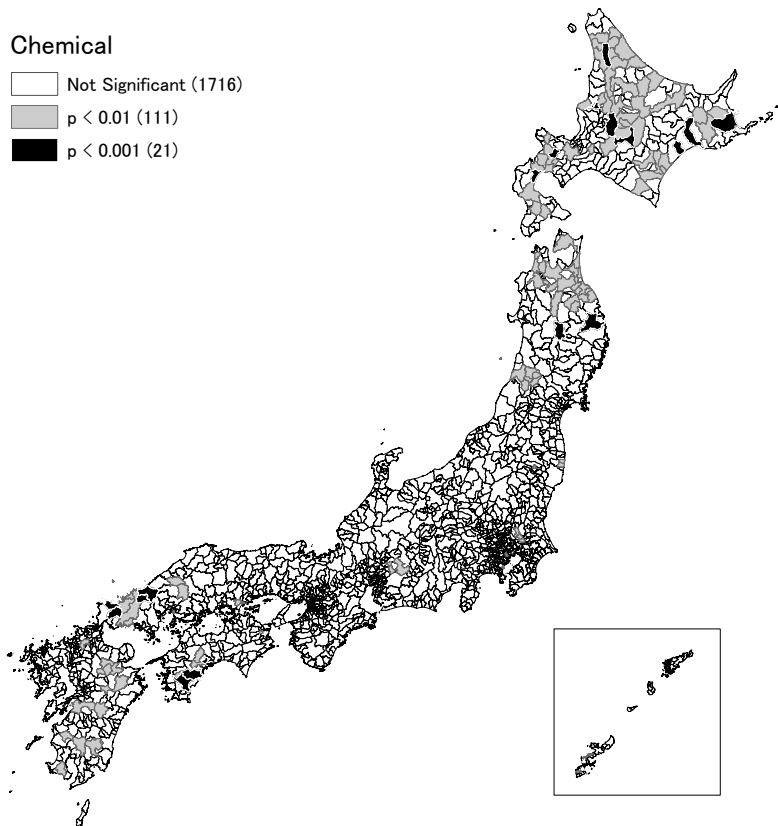 Chemical
Not Significant (1716)
p < 0.01 (111)
p < 0.001 (21)